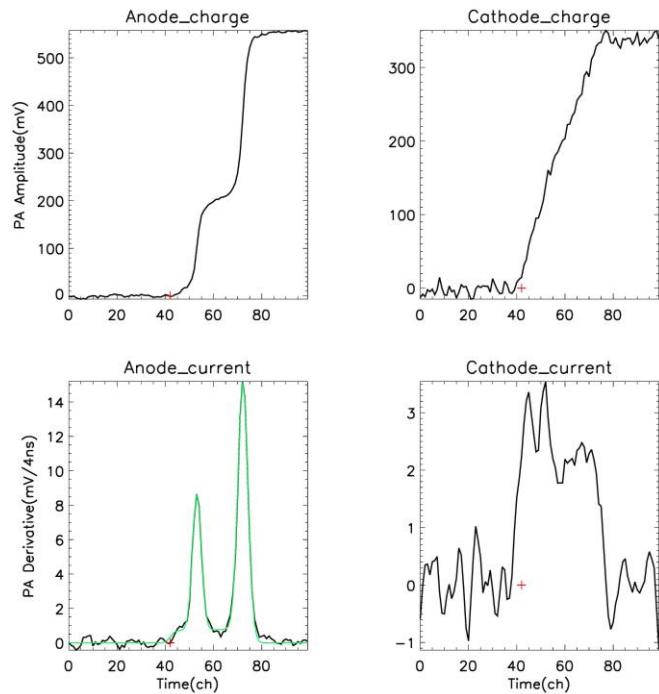 Anode_charge
PA Amplitude(mV)
500
400
300
200
100
0
0 20 40 60 80
Cathode_charge
300
200
100
0
0 20 40 60 80
Anode_current
PA Derivative(mV/4ns)
14
12
10
8
6
4
2
0
0 20 40 60 80
Time(ch)
Cathode_current
3
2
1
0
-1
0 20 40 60 80
Time(ch)